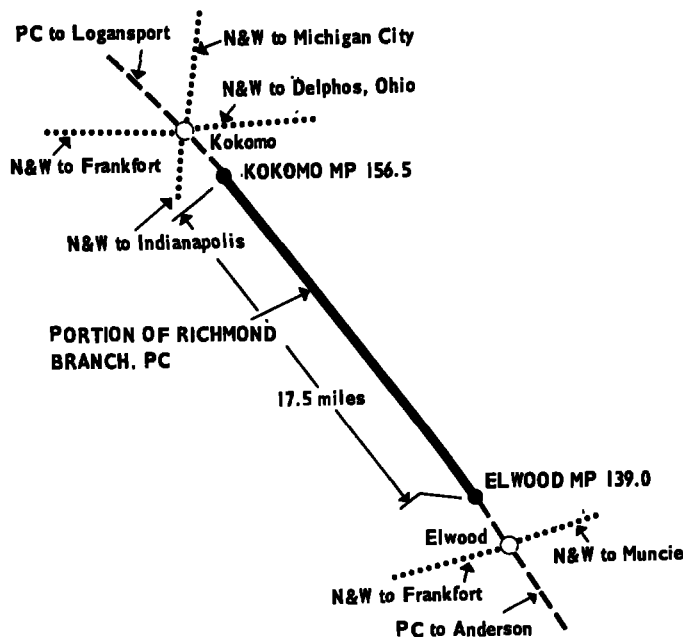 PC to Logansport
N&W to Michigan City
N&W to Delphos, Ohio
Kokomo
N&W to Frankfort
KOKOMO MP 156.5
N&W to Indianapolis
PORTION OF RICHMOND
BRANCH, PC
17.5 miles
ELWOOD MP 139.0
Elwood
N&W to Muncie
N&W to Frankfort
PC to Anderson